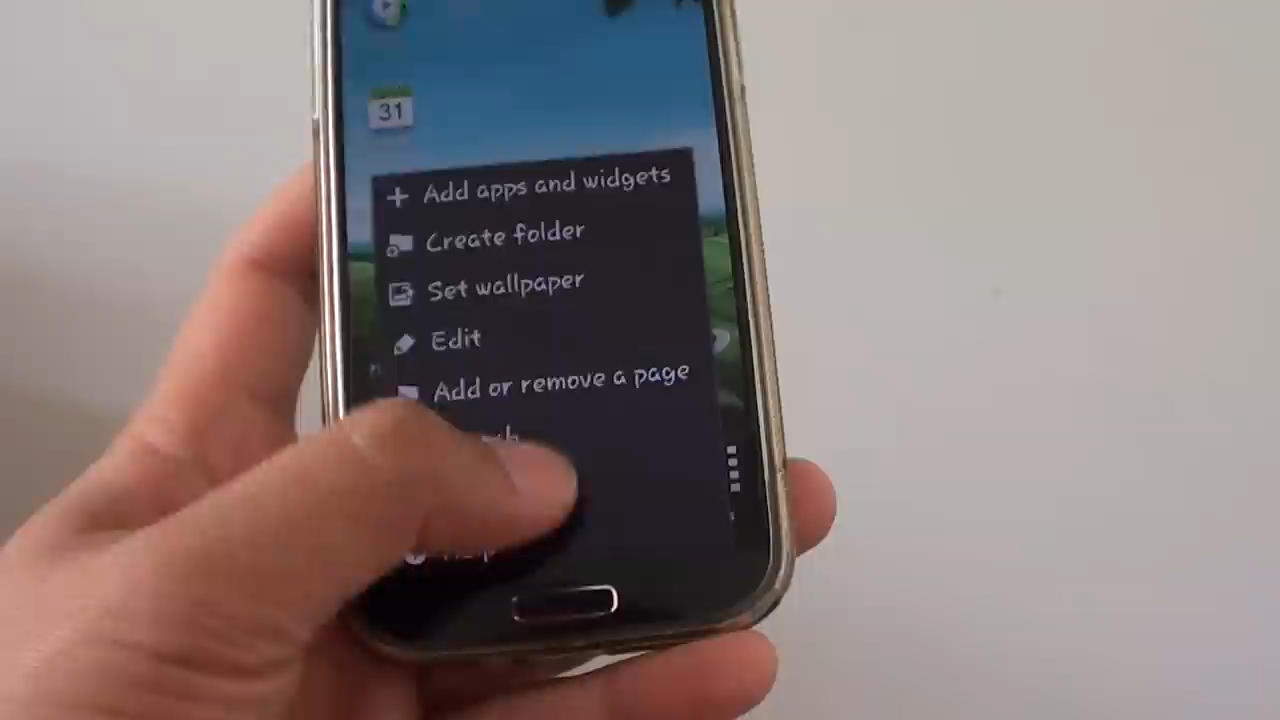 31
Add apps and widgets
Create folder
Set wallpaper
Edit
Add or remove a page